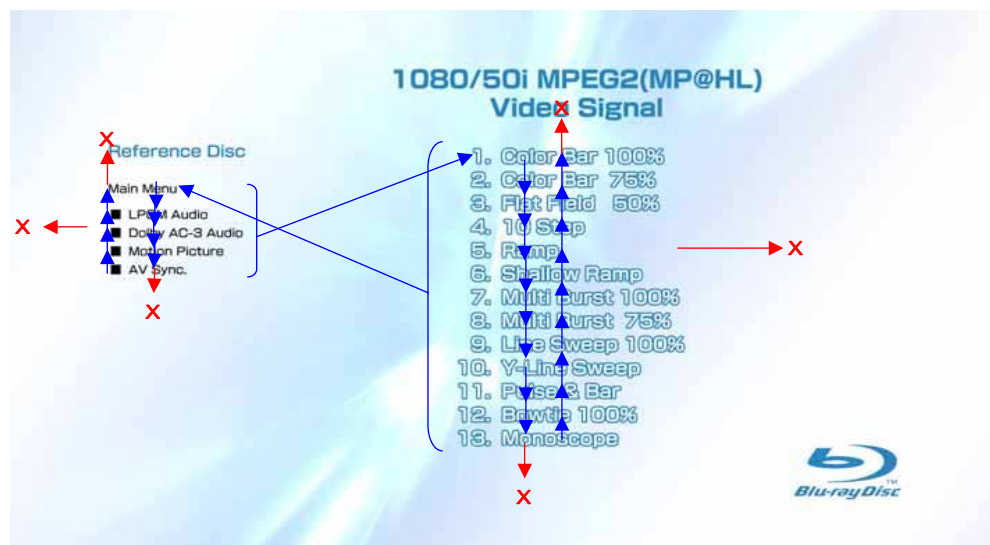 1080/50i MPEG2(MP@HL)
Video Signal
Reference Disc
Main Menu
■ LPCM Audio
■ Dolby AC-3 Audio
■ Motion Picture
■ AV Sync.
1. Color Bar 100%
2. Color Bar 75%
3. Flat Field 50%
4. 10 Step
5. Ramp
6. Shallow Ramp
7. Multi Burst 100%
8. Multi Burst 75%
9. Line Sweep 100%
10. Y-Line Sweep
11. Pulse & Bar
12. Bowtie 100%
13. Monoscope
X
X
X
X
X
X
Blu-ray Disc
TM